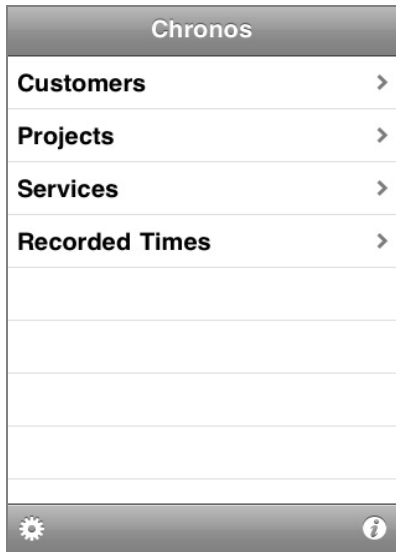 Chronos
Customers
Projects
Services
Recorded Times